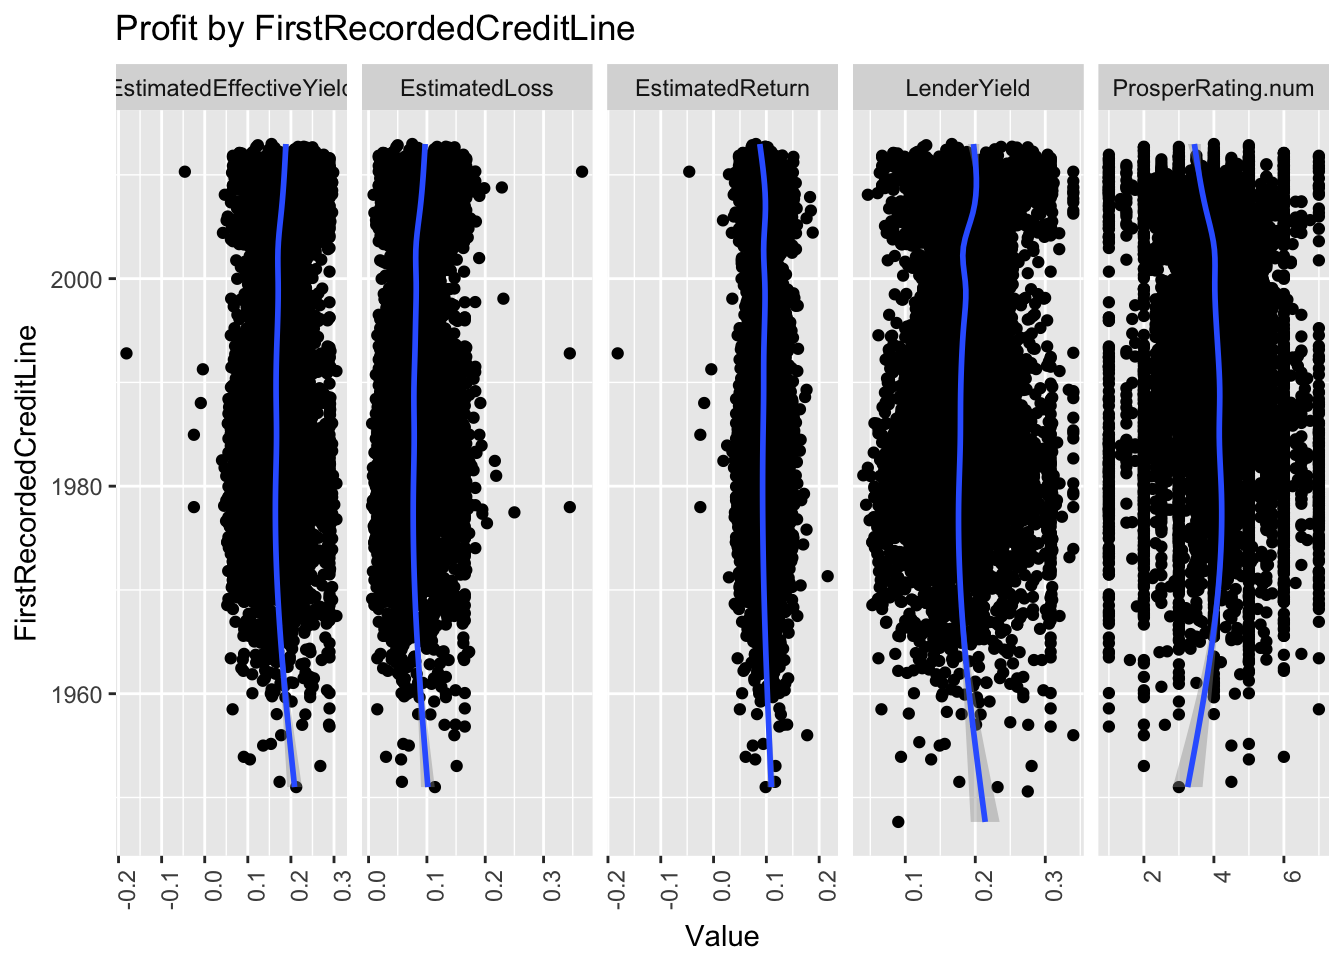 Profit by FirstRecordedCreditLine
EstimatedEffectiveYield
EstimatedLoss
EstimatedReturn
LenderYield
ProsperRating.num
FirstRecordedCreditLine
2000
1980
1960
-0.2 -0.1 0.0 0.1 0.2 0.3
0.0 0.1 0.2 0.3
-0.2 -0.1 0.0 0.1 0.2
0.1 0.2 0.3
2 4 6
Value